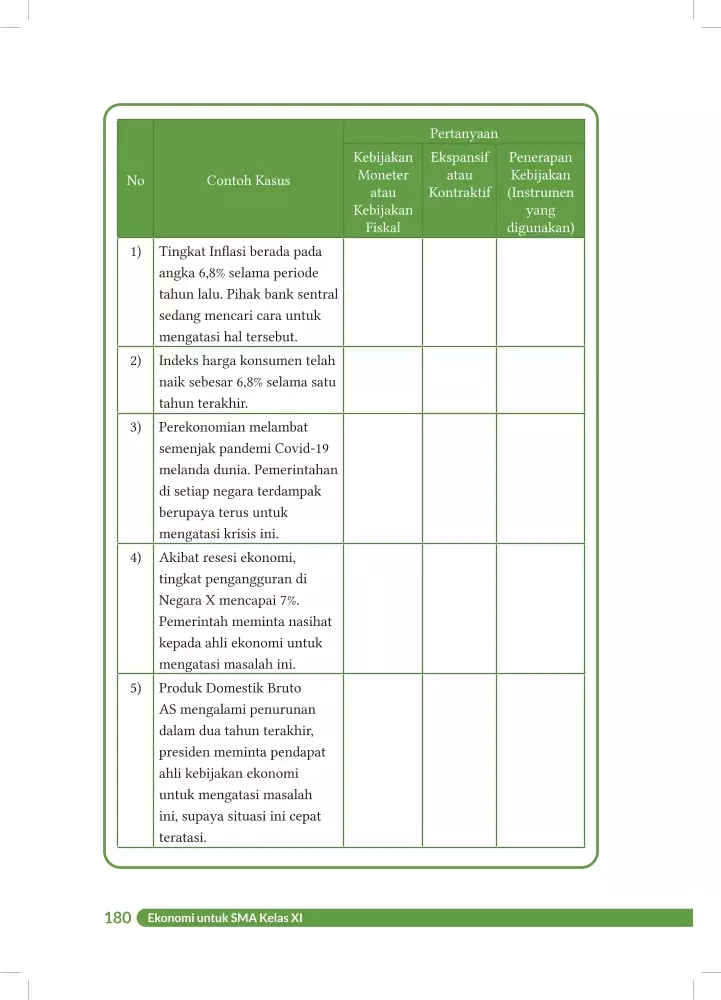 Pertanyaan
No
Contoh Kasus
Kebijakan
Moneter
atau
Kebijakan
Fiskal
Ekspansif
atau
Kontraktif
Penerapan
Kebijakan
(Instrumen
yang
digunakan)
1) Tingkat Inflasi berada pada
angka 6,8% selama periode
tahun lalu. Pihak bank sentral
sedang mencari cara untuk
mengatasi hal tersebut.
2) Indeks harga konsumen telah
naik sebesar 6,8% selama satu
tahun terakhir.
3) Perekonomian melambat
semenjak pandemi Covid-19
melanda dunia. Pemerintahan
di setiap negara terdampak
berupaya terus untuk
mengatasi krisis ini.
4) Akibat resesi ekonomi,
tingkat pengangguran di
Negara X mencapai 7%.
Pemerintah meminta nasihat
kepada ahli ekonomi untuk
mengatasi masalah ini.
5) Produk Domestik Bruto
AS mengalami penurunan
dalam dua tahun terakhir,
presiden meminta pendapat
ahli kebijakan ekonomi
untuk mengatasi masalah
ini, supaya situasi ini cepat
teratasi.
180 Ekonomi untuk SMA Kelas XI